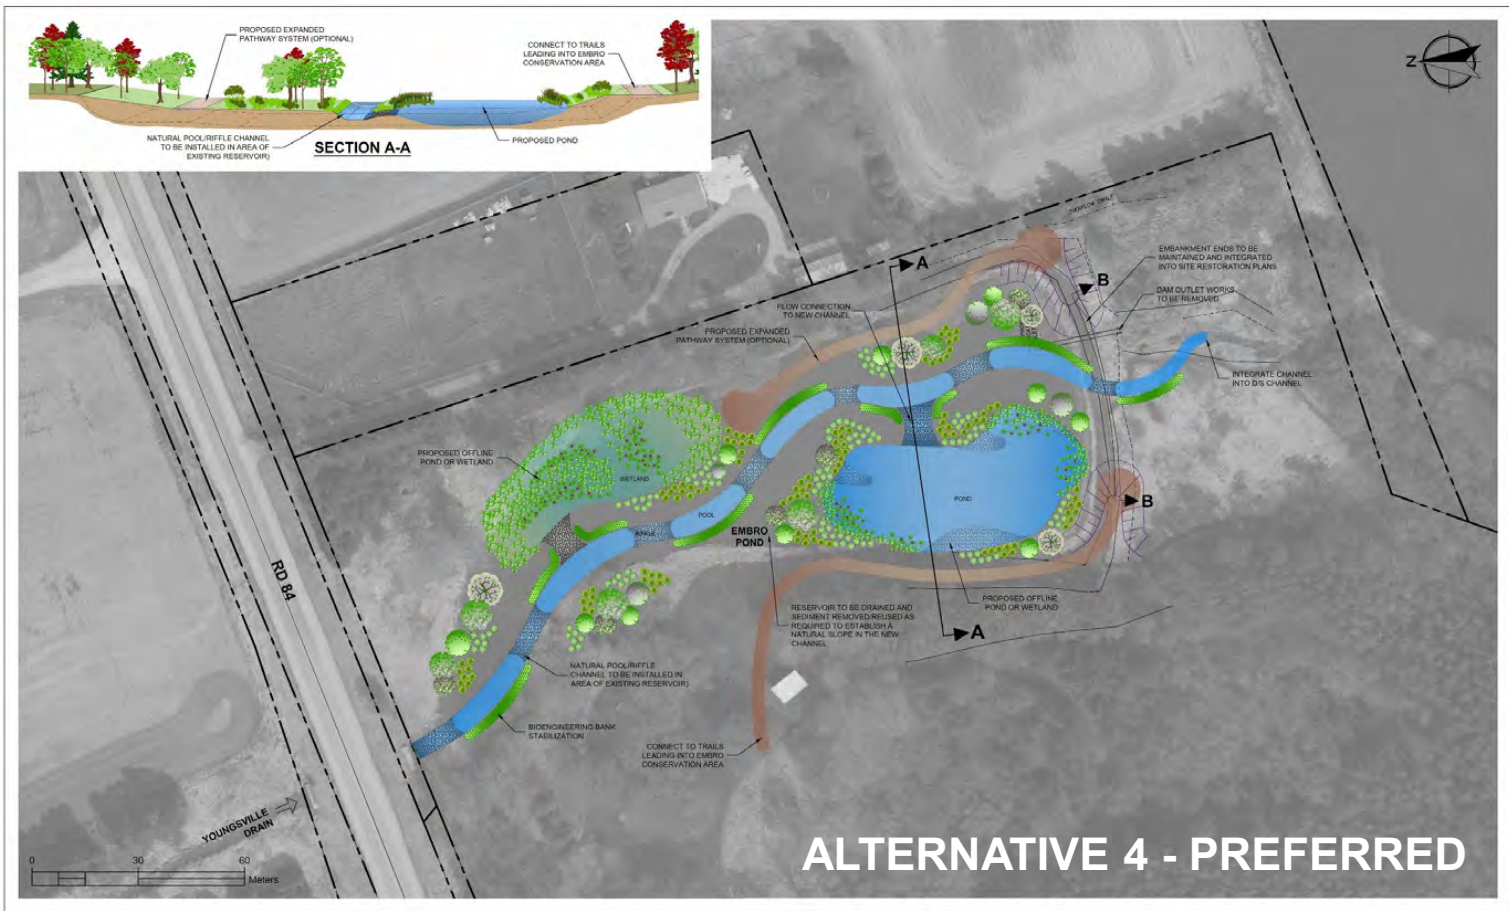 PROPOSED EXPANDED
PATHWAY SYSTEM (OPTIONAL)
CONNECT TO TRAILS
LEADING INTO EMBRO
CONSERVATION AREA
NATURAL POOL/RIFFLE CHANNEL
TO BE INSTALLED IN AREA OF
EXISTING RESERVOIR)
SECTION A-A
PROPOSED POND
Z
OVERFLOW SWALE
EMBANKMENT ENDS TO BE
MAINTAINED AND INTEGRATED
INTO SITE RESTORATION PLANS
A
B
DAM OUTLET WORKS
TO BE REMOVED
FLOW CONNECTION
TO NEW CHANNEL
PROPOSED EXPANDED
PATHWAY SYSTEM (OPTIONAL)
INTEGRATE CHANNEL
INTO D/S CHANNEL
PROPOSED OFFLINE
POND OR WETLAND
WETLAND
POND
B
POOL
RIFFLE
EMBRO
POND
RD 84
PROPOSED OFFLINE
POND OR WETLAND
RESERVOIR TO BE DRAINED AND
SEDIMENT REMOVED/REUSED AS
REQUIRED TO ESTABLISH A
NATURAL SLOPE IN THE NEW
CHANNEL
A
NATURAL POOL/RIFFLE
CHANNEL TO BE INSTALLED IN
AREA OF EXISTING RESERVOIR)
BIOENGINEERING BANK
STABILIZATION
CONNECT TO TRAILS
LEADING INTO EMBRO
CONSERVATION AREA
YOUNGSVILLE
DRAIN
0 30 60
Meters
ALTERNATIVE 4 - PREFERRED